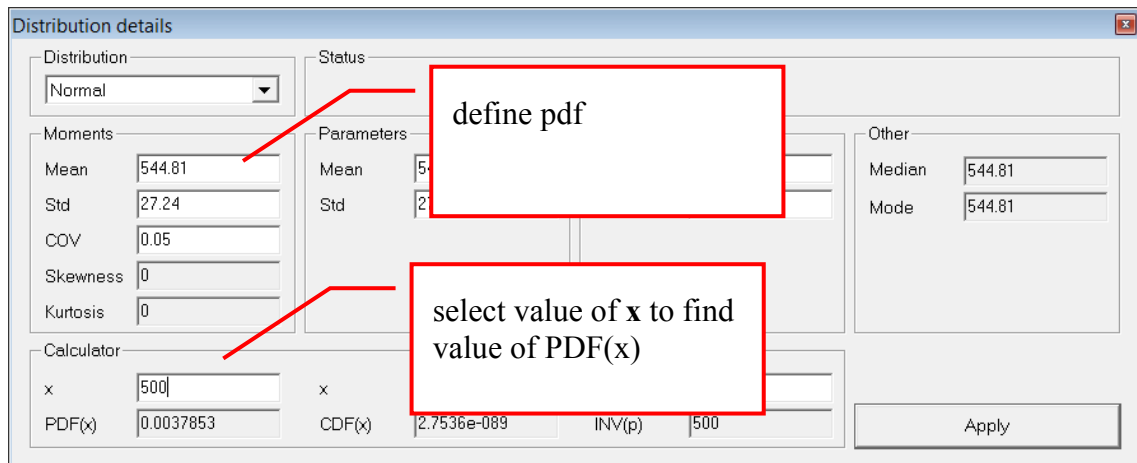 Distribution details
Distribution
Status
Normal
define pdf
Moments
Parameters
Other
Mean 544.81
Mean
Median 544.81
Std 27.24
Std
Mode 544.81
COV 0.05
Skewness 0
Kurtosis 0
select value of x to find
value of PDF(x)
Calculator
x 500
x
PDF(x) 0.0037853
CDF(x) 2.7536e-089
INV(p) 500
Apply